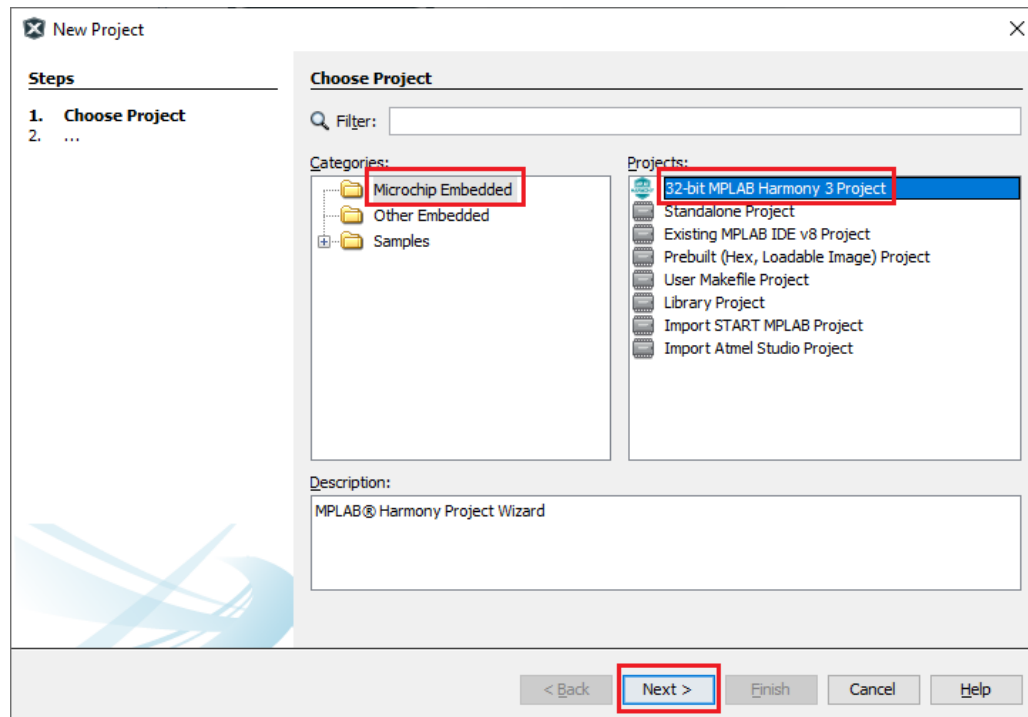 New Project
Steps
1. Choose Project
2. ...
Choose Project
Filter:
Categories:
Microchip Embedded
Other Embedded
Samples
Projects:
32-bit MPLAB Harmony 3 Project
Standalone Project
Existing MPLAB IDE v8 Project
Prebuilt (Hex, Loadable Image) Project
User Makefile Project
Library Project
Import START MPLAB Project
Import Atmel Studio Project
Description:
MPLAB® Harmony Project Wizard
< Back
Next >
Finish
Cancel
Help